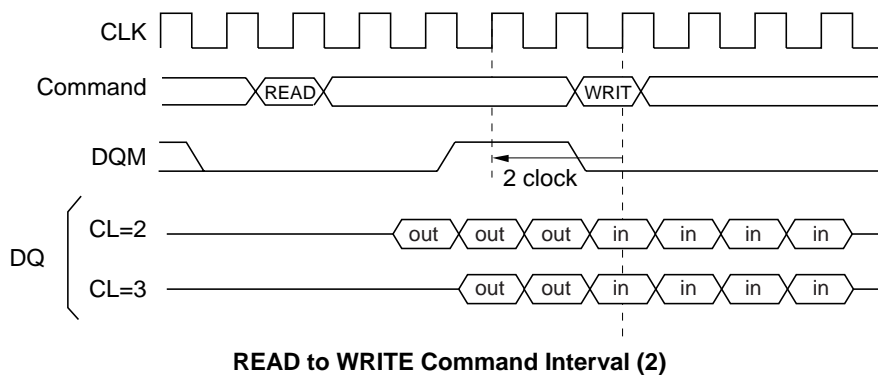 CLK
Command READ WRIT
DQM
2 clock
CL=2 out out out in in in in
DQ
CL=3 out out in in in in
READ to WRITE Command Interval (2)